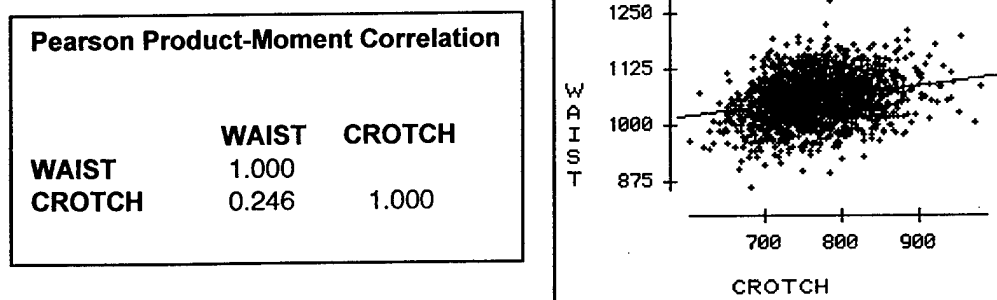 Pearson Product-Moment Correlation
WAIST CROTCH
WAIST 1.000
CROTCH 0.246 1.000
1250
1125
1000
875
WAIST
700 800 900
CROTCH